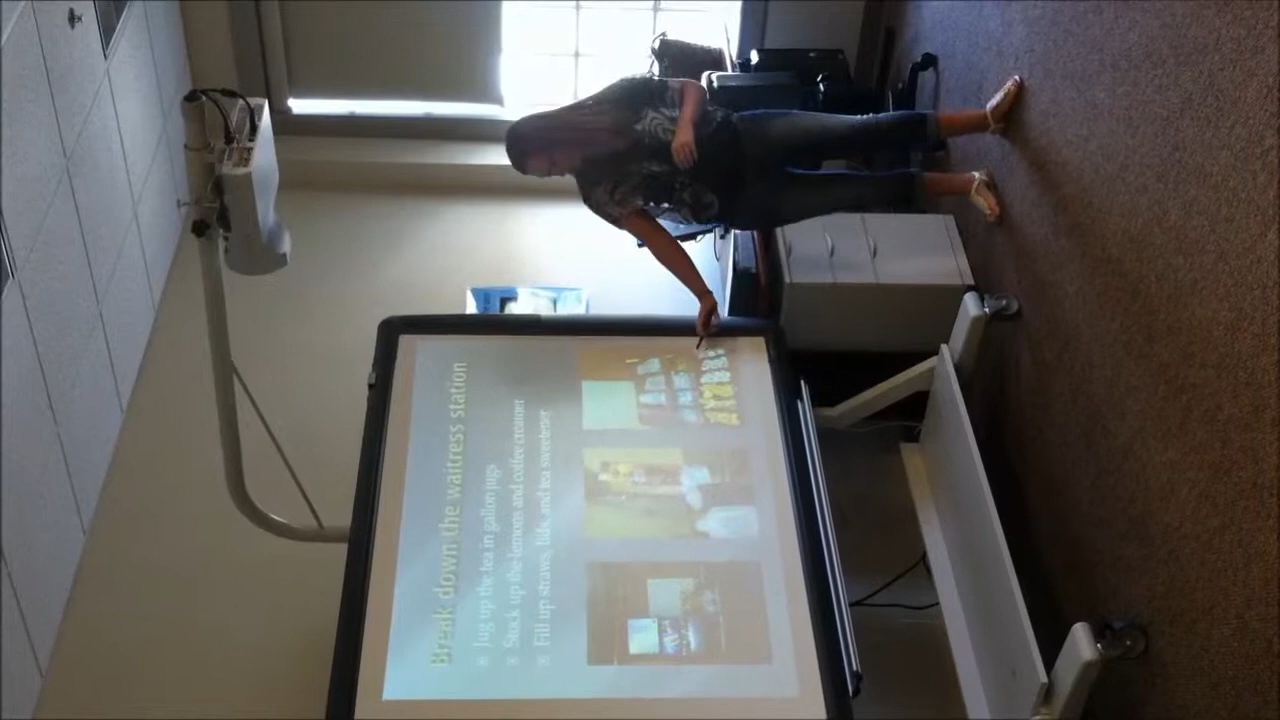 Break down the waitress station
Jug up the tea in gallon jugs
Stock up the lemons and coffee creamer
Fill up straws, lids, and tea sweetener